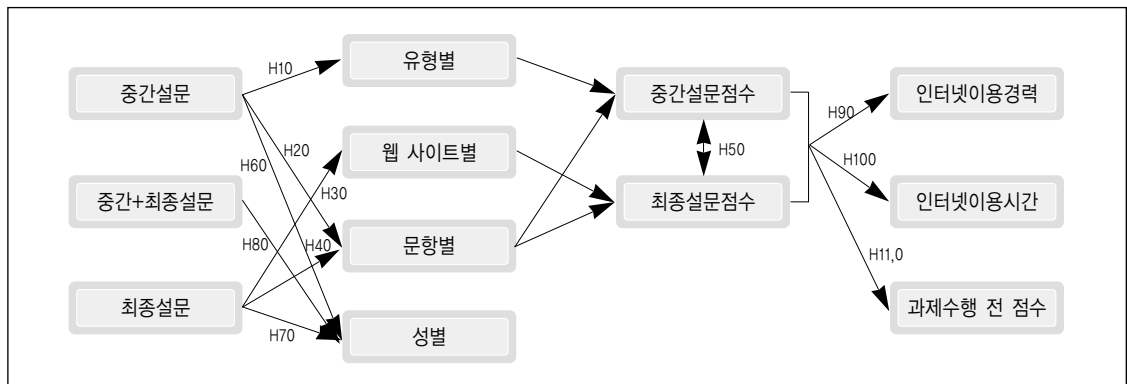 중간설문
중간+최종설문
최종설문
H10
H20
H60
H30
H80
H40
H70
유형별
웹 사이트별
문항별
성별
중간설문점수
H50
최종설문점수
H90
H100
H11,0
인터넷이용경력
인터넷이용시간
과제수행 전 점수